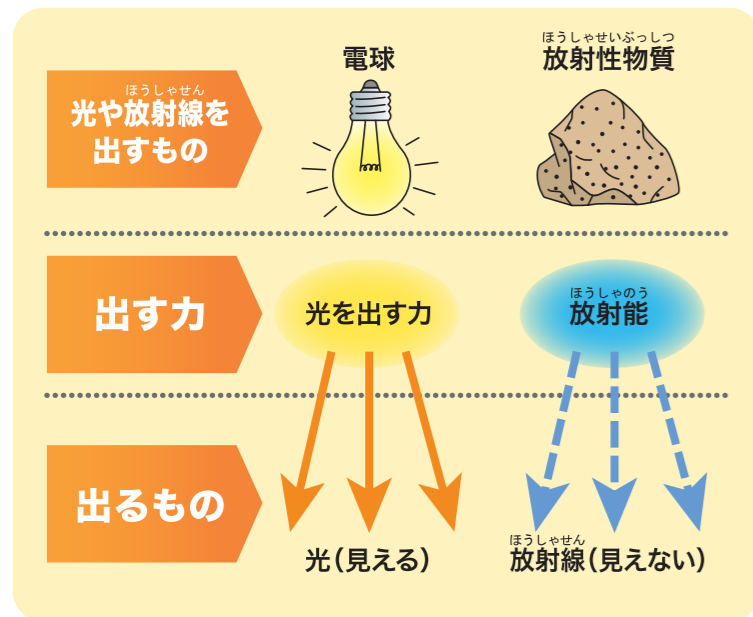 電球
ほうしゃせいぶっしつ
放射性物質
ほうしゃせん
光や放射線を
出すもの
出す力
光を出す力
ほうしゃのう
放射能
出るもの
光(見える)
ほうしゃせん
放射線(見えない)